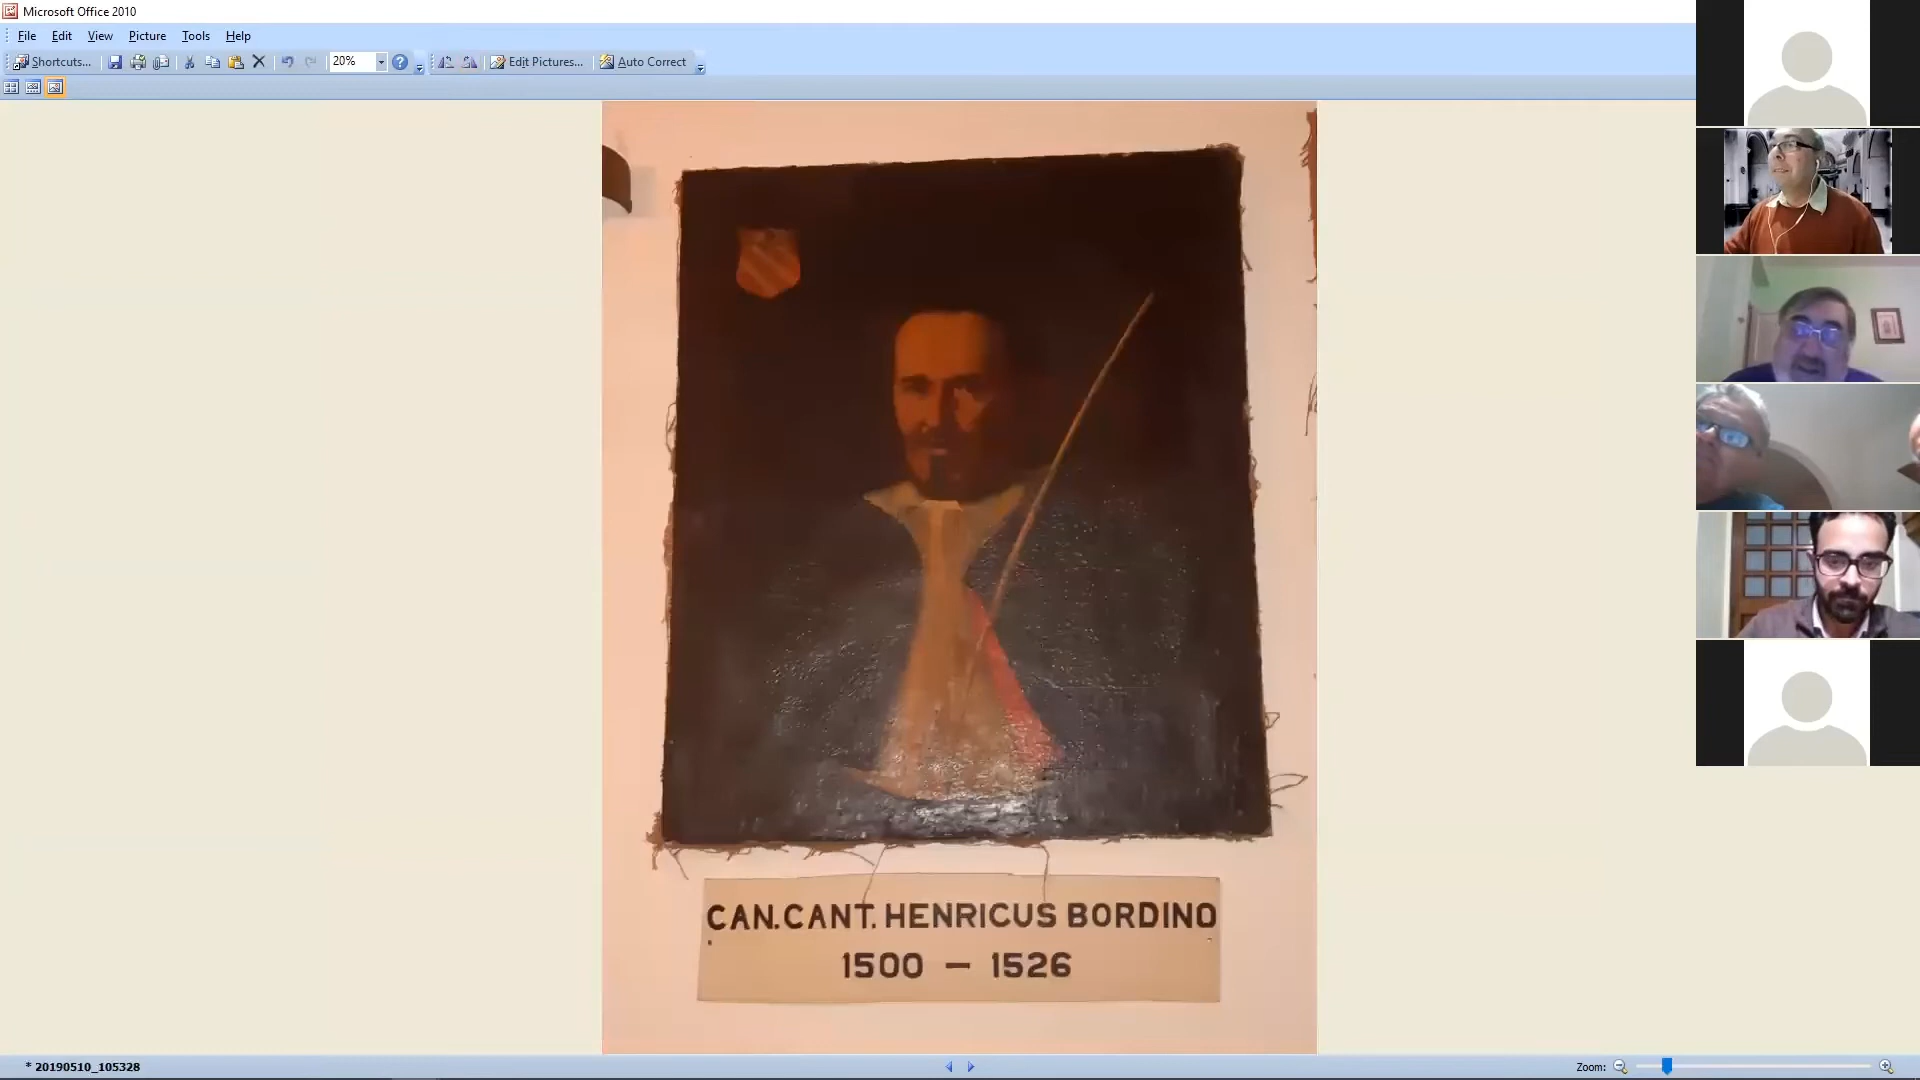 Microsoft Office 2010
File Edit View Picture Tools Help
Shortcuts... 20% Edit Pictures... Auto Correct
CAN.CANT. HENRICUS BORDINO
1500 — 1526
* 20190510_105328
Zoom: